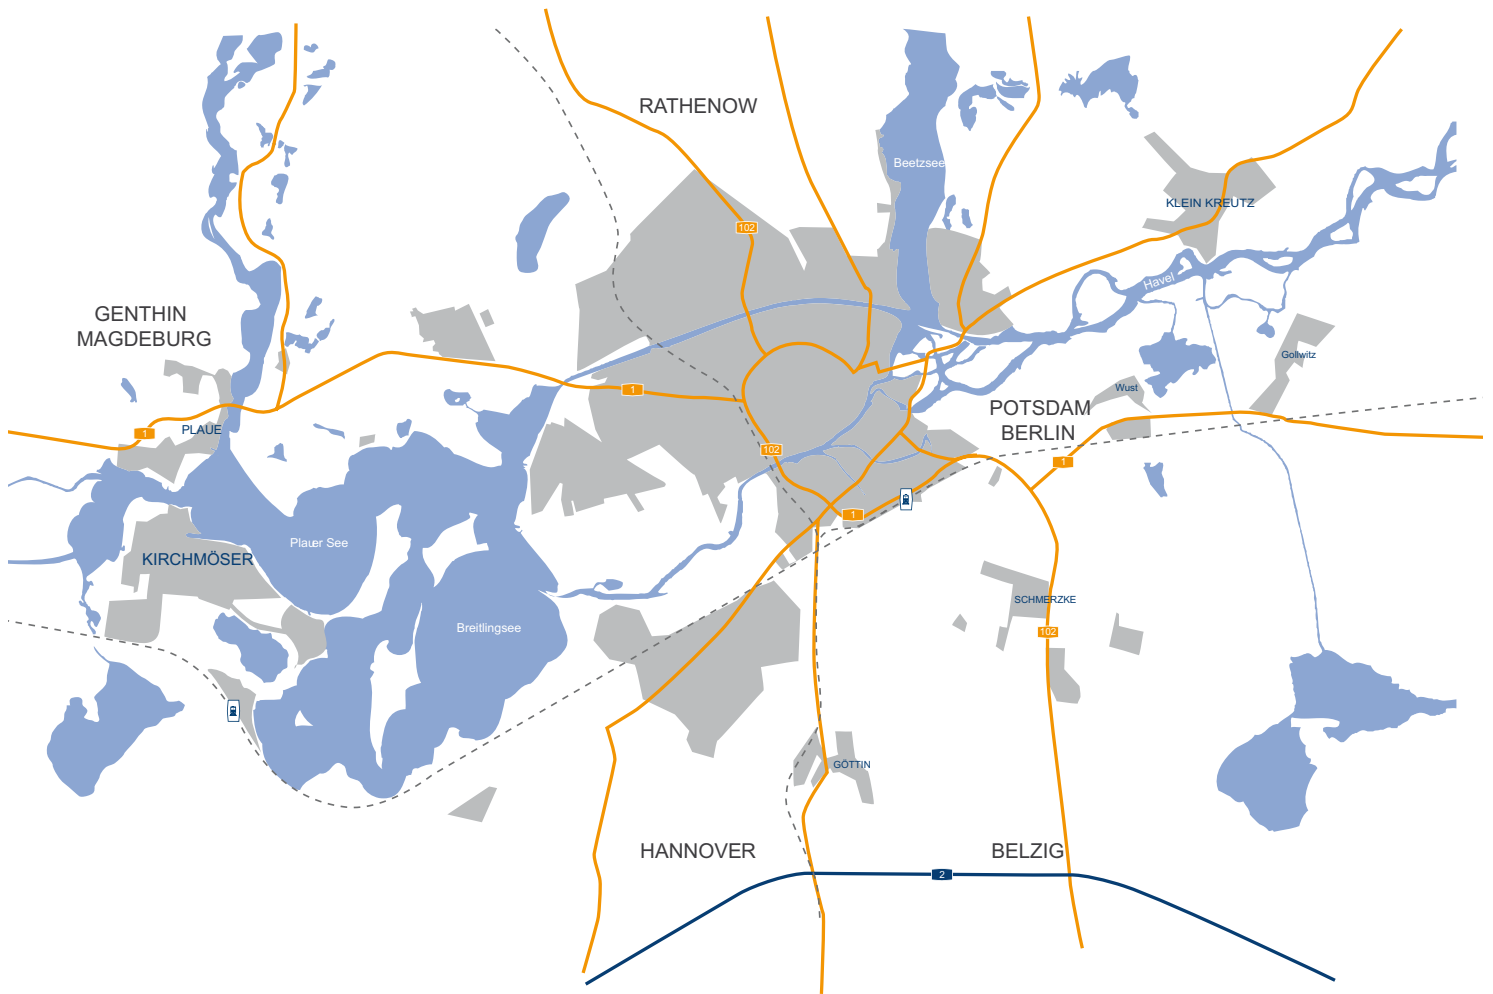 RATHENOW
Beetzsee
KLEIN KREUTZ
102
Havel
GENTHIN
MAGDEBURG
Gollwitz
1
Wust
POTSDAM
BERLIN
1
PLAUE
102
1
1
Plauer See
KIRCHMÖSER
SCHMERZKE
Breitlingsee
102
GÖTTIN
HANNOVER
BELZIG
2